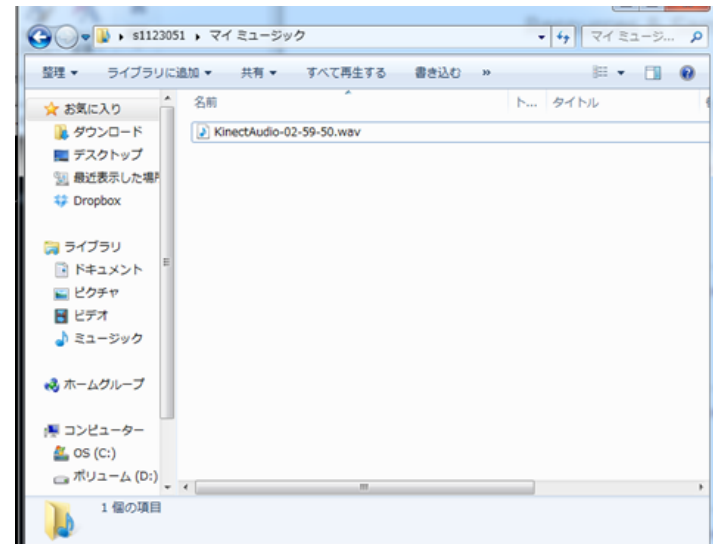 s1123051 ▸ マイ ミュージック
マイ ミュージ...
整理 ライブラリに追加 共有 すべて再生する 書き込む »
名前 ト... タイトル
お気に入り
ダウンロード
デスクトップ
最近表示した場所
Dropbox
ライブラリ
ドキュメント
ピクチャ
ビデオ
ミュージック
ホームグループ
コンピューター
OS (C:)
ボリューム (D:)
KinectAudio-02-59-50.wav
1 個の項目